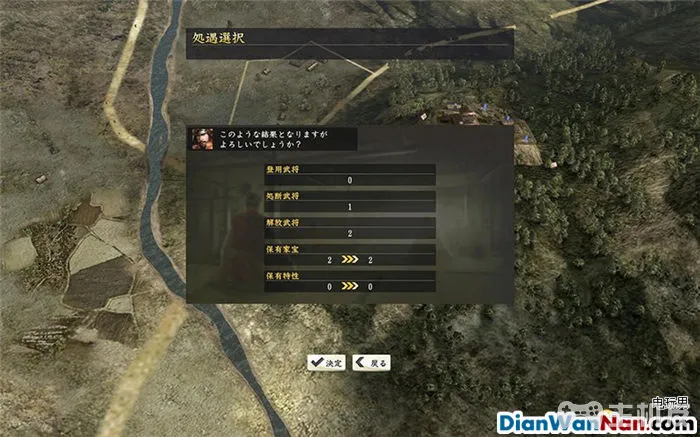 処遇選択
このような結果となりますが
よろしいでしょうか？
登用武将
0
処断武将
1
解放武将
2
保有家宝
2 》》 2
保有特性
0 》》 0
決定
戻る
电玩男
DianWanNan.com